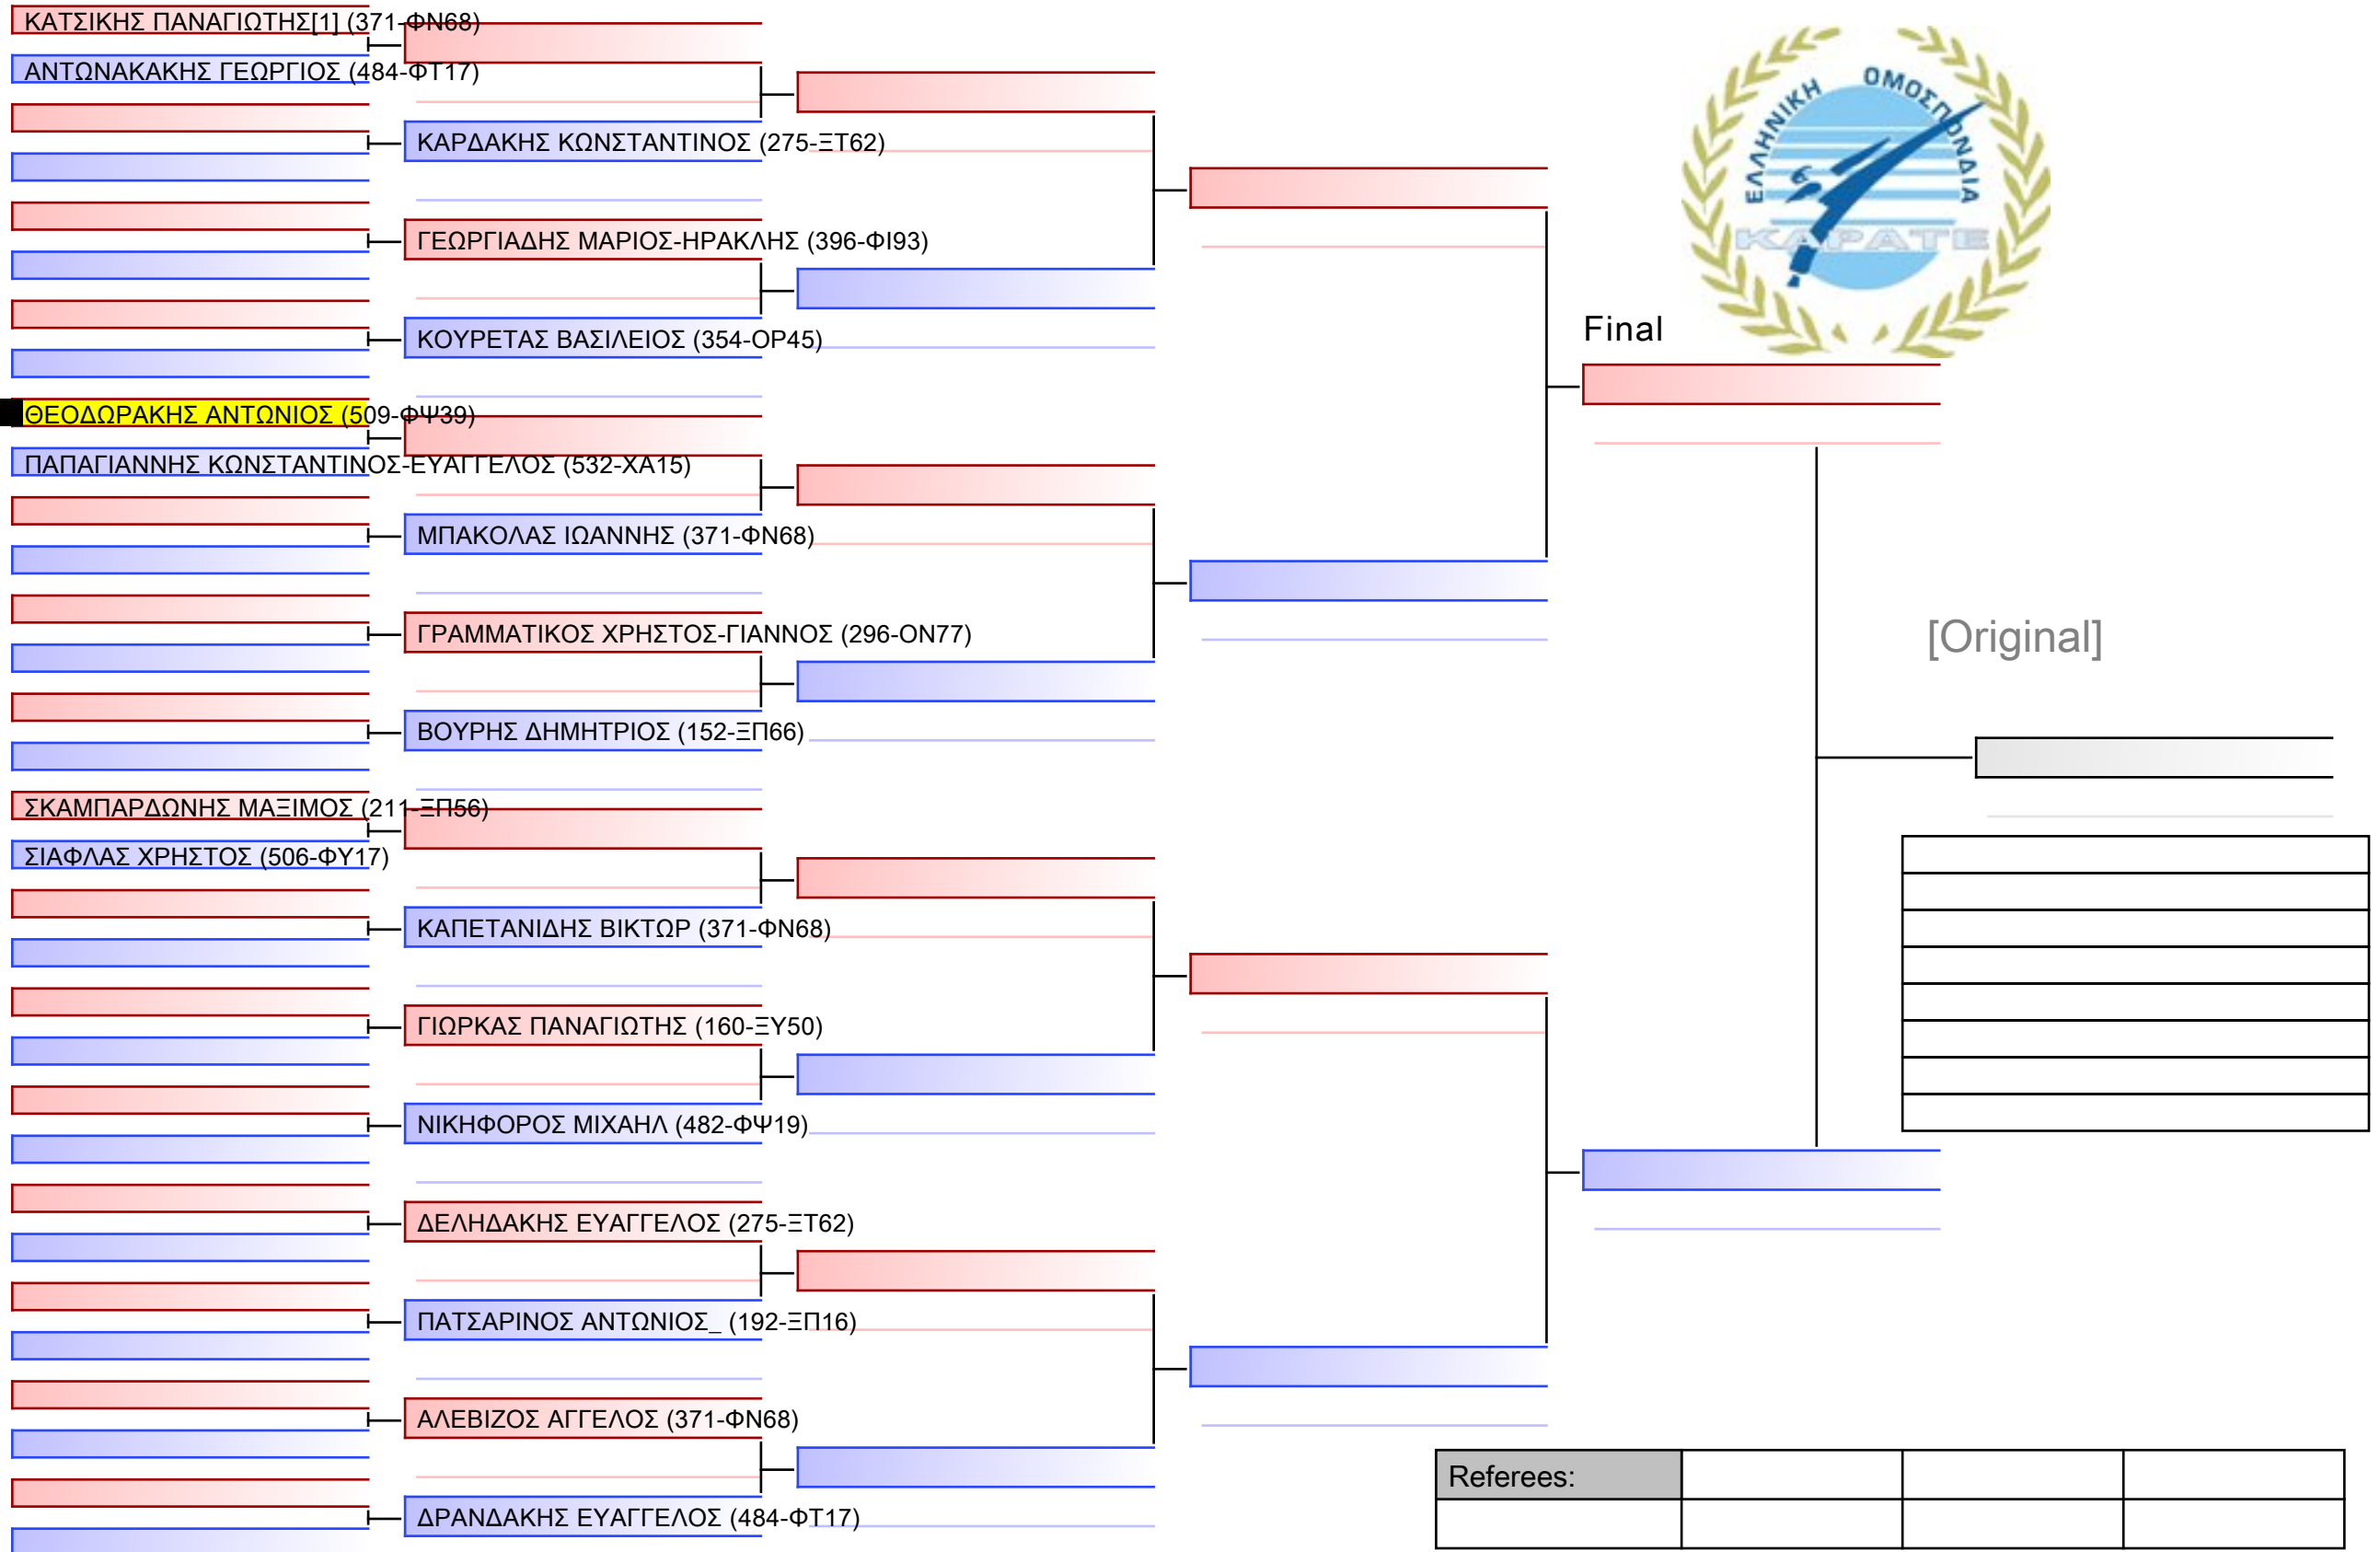 ΚΑΤΣΙΚΗΣ ΠΑΝΑΓΙΩΤΗΣ[1] (371-ΦΝ68)
ΑΝΤΩΝΑΚΑΚΗΣ ΓΕΩΡΓΙΟΣ (484-ΦΤ17)
ΚΑΡΔΑΚΗΣ ΚΩΝΣΤΑΝΤΙΝΟΣ (275-ΞΤ62)
ΓΕΩΡΓΙΑΔΗΣ ΜΑΡΙΟΣ-ΗΡΑΚΛΗΣ (396-ΦΙ93)
ΚΟΥΡΕΤΑΣ ΒΑΣΙΛΕΙΟΣ (354-ΟΡ45)
ΘΕΟΔΩΡΑΚΗΣ ΑΝΤΩΝΙΟΣ (509-ΦΨ39)
ΠΑΠΑΓΙΑΝΝΗΣ ΚΩΝΣΤΑΝΤΙΝΟΣ-ΕΥΑΓΓΕΛΟΣ (532-ΧΑ15)
ΜΠΑΚΟΛΑΣ ΙΩΑΝΝΗΣ (371-ΦΝ68)
ΓΡΑΜΜΑΤΙΚΟΣ ΧΡΗΣΤΟΣ-ΓΙΑΝΝΟΣ (296-ΟΝ77)
ΒΟΥΡΗΣ ΔΗΜΗΤΡΙΟΣ (152-ΞΠ66)
ΣΚΑΜΠΑΡΔΩΝΗΣ ΜΑΞΙΜΟΣ (211-ΞΠ56)
ΣΙΑΦΛΑΣ ΧΡΗΣΤΟΣ (506-ΦΥ17)
ΚΑΠΕΤΑΝΙΔΗΣ ΒΙΚΤΩΡ (371-ΦΝ68)
ΓΙΩΡΚΑΣ ΠΑΝΑΓΙΩΤΗΣ (160-ΞΥ50)
ΝΙΚΗΦΟΡΟΣ ΜΙΧΑΗΛ (482-ΦΨ19)
ΔΕΛΗΔΑΚΗΣ ΕΥΑΓΓΕΛΟΣ (275-ΞΤ62)
ΠΑΤΣΑΡΙΝΟΣ ΑΝΤΩΝΙΟΣ_ (192-ΞΠ16)
ΑΛΕΒΙΖΟΣ ΑΓΓΕΛΟΣ (371-ΦΝ68)
ΔΡΑΝΔΑΚΗΣ ΕΥΑΓΓΕΛΟΣ (484-ΦΤ17)
ΕΛΛΗΝΙΚΗ ΟΜΟΣΠΟΝΔΙΑ
ΚΑΡΑΤΕ
Final
[Original]
Referees: